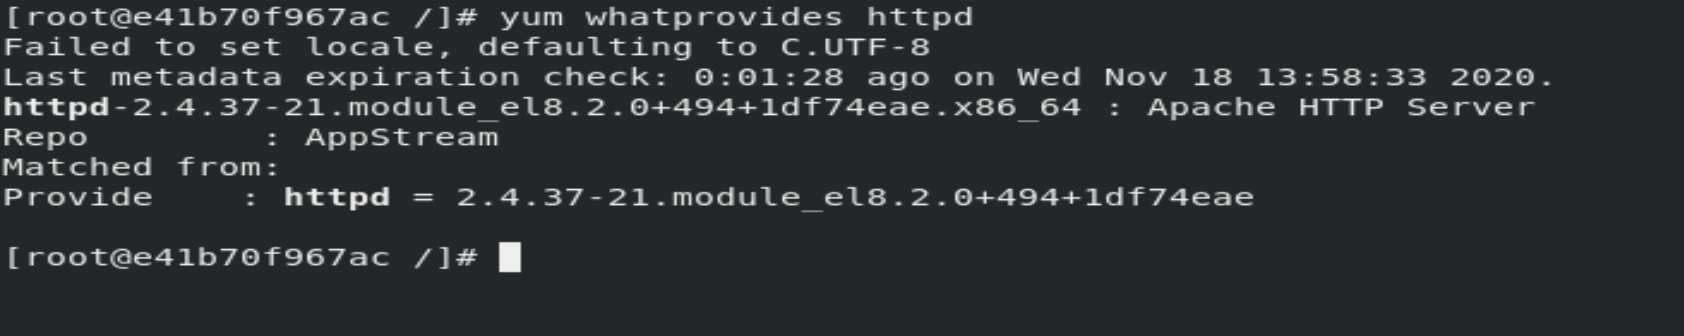 [root@e41b70f967ac /]# yum whatprovides httpd
Failed to set locale, defaulting to C.UTF-8
Last metadata expiration check: 0:01:28 ago on Wed Nov 18 13:58:33 2020.
httpd-2.4.37-21.module_el8.2.0+494+1df74eae.x86_64 : Apache HTTP Server
Repo        : AppStream
Matched from:
Provide    : httpd = 2.4.37-21.module_el8.2.0+494+1df74eae
[root@e41b70f967ac /]#